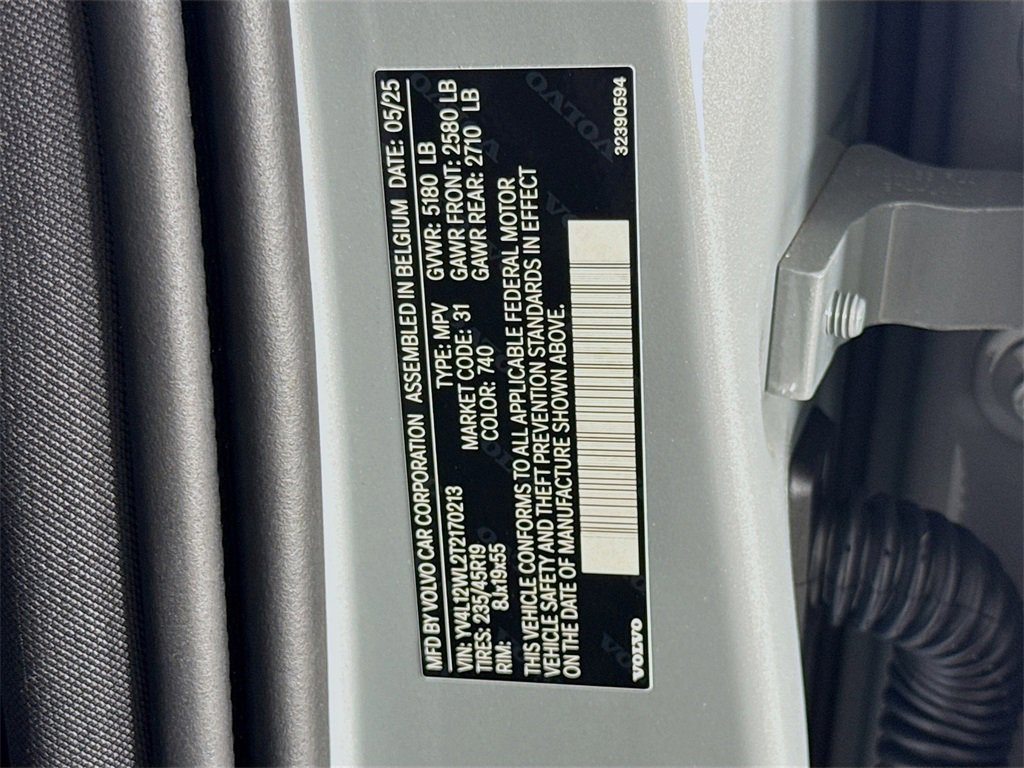 MFD BY VOLVO CAR CORPORATION ASSEMBLED IN BELGIUM DATE: 05/25
VIN: YV4L12WL2T2170213 TYPE: MPV GVWR: 5180 LB
TIRES: 235/45R19 MARKET CODE: 31 GAWR FRONT: 2580 LB
RIM: 8Jx19x55 COLOR: 740 GAWR REAR: 2710 LB
THIS VEHICLE CONFORMS TO ALL APPLICABLE FEDERAL MOTOR
VEHICLE SAFETY AND THEFT PREVENTION STANDARDS IN EFFECT
ON THE DATE OF MANUFACTURE SHOWN ABOVE.
VOLVO 32390594